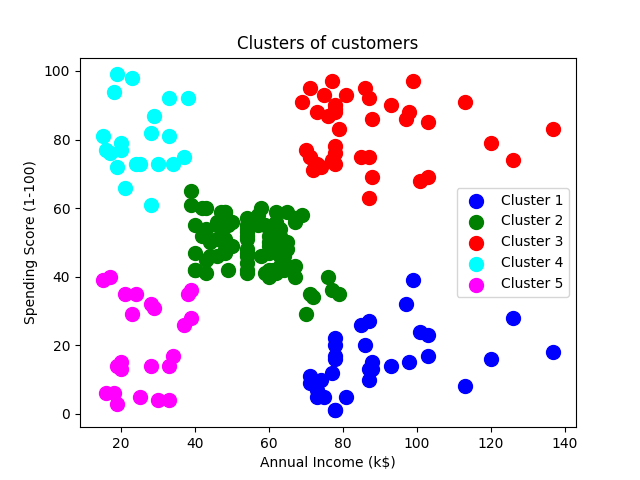 Clusters of customers
Spending Score (1-100)
100
80
60
40
20
0
Cluster 1
Cluster 2
Cluster 3
Cluster 4
Cluster 5
20 40 60 80 100 120 140
Annual Income (k$)